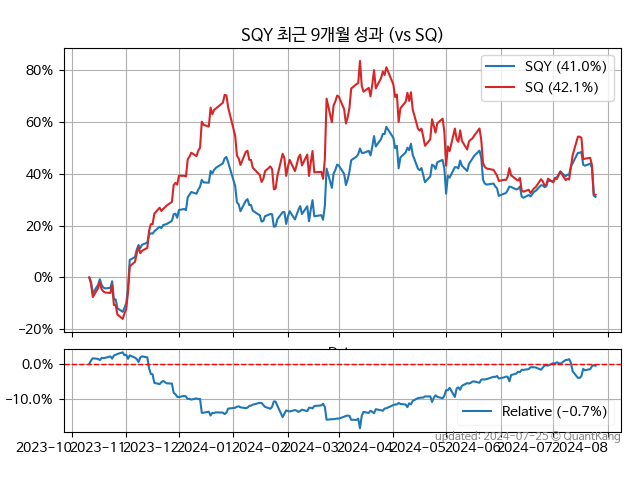 SQY 최근 9개월 성과 (vs SQ)
SQY (41.0%)
SQ (42.1%)
80%
60%
40%
20%
0%
−20%
0.0%
−10.0%
Relative (−0.7%)
updated: 2024-07-25 © QuantKang
2023-10 2023-11 2023-12 2024-01 2024-02 2024-03 2024-04 2024-05 2024-06 2024-07 2024-08